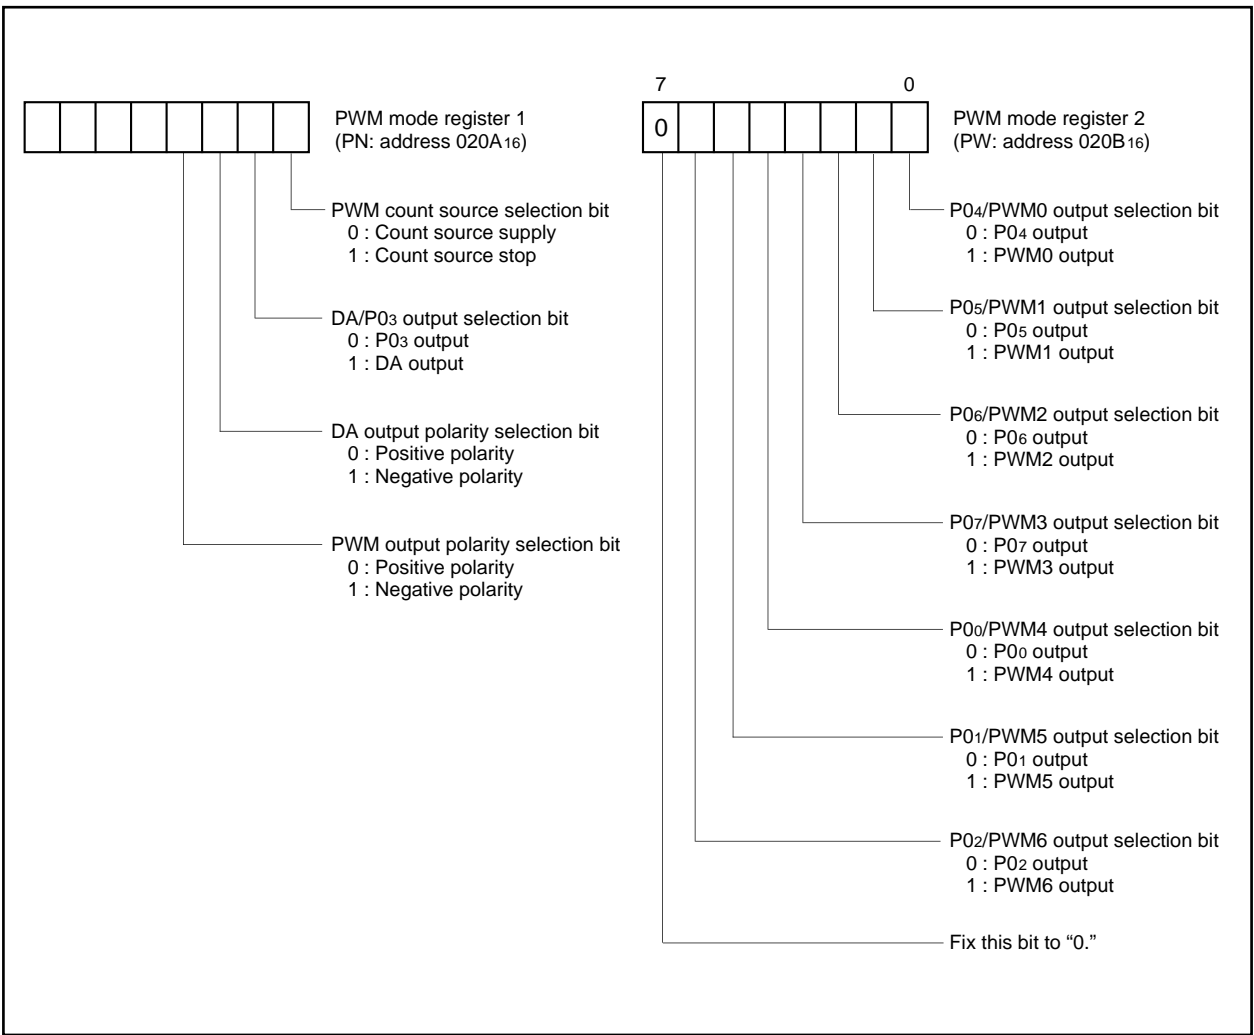 PWM mode register 1
(PN: address 020A16)
PWM count source selection bit
0 : Count source supply
1 : Count source stop
DA/P03 output selection bit
0 : P03 output
1 : DA output
DA output polarity selection bit
0 : Positive polarity
1 : Negative polarity
PWM output polarity selection bit
0 : Positive polarity
1 : Negative polarity
7 0
0
PWM mode register 2
(PW: address 020B16)
P04/PWM0 output selection bit
0 : P04 output
1 : PWM0 output
P05/PWM1 output selection bit
0 : P05 output
1 : PWM1 output
P06/PWM2 output selection bit
0 : P06 output
1 : PWM2 output
P07/PWM3 output selection bit
0 : P07 output
1 : PWM3 output
P00/PWM4 output selection bit
0 : P00 output
1 : PWM4 output
P01/PWM5 output selection bit
0 : P01 output
1 : PWM5 output
P02/PWM6 output selection bit
0 : P02 output
1 : PWM6 output
Fix this bit to “0.”